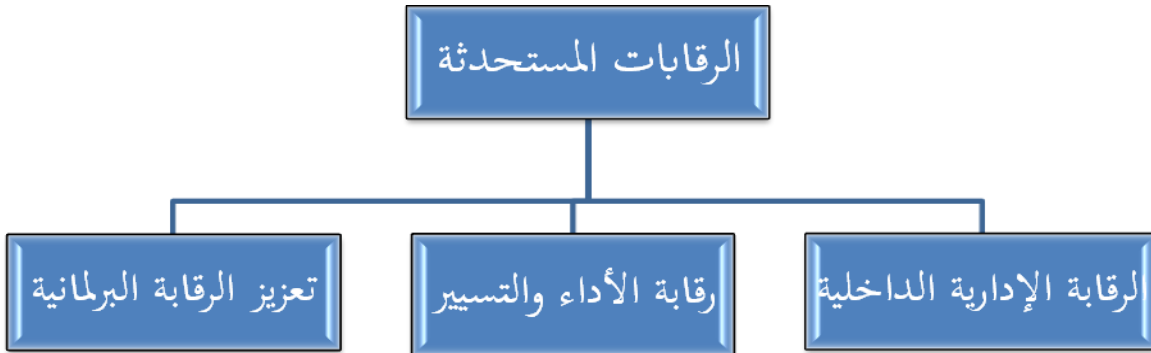 الرقابات المستحدثة
الرقابة الإدارية الداخلية
رقابة الأداء والتسيير
تعزيز الرقابة البرلمانية